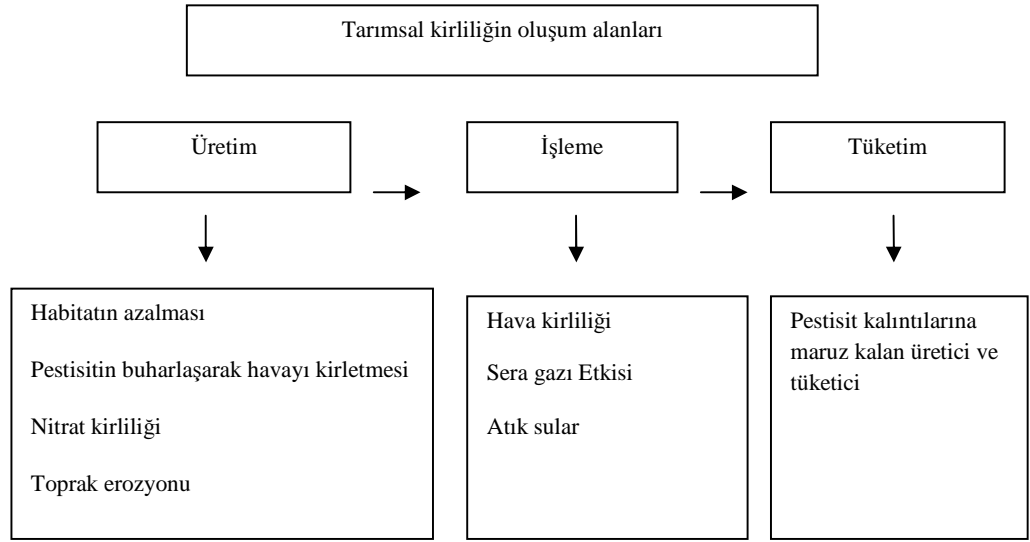 Tarımsal kirliliğin oluşum alanları
Üretim
İşleme
Tüketim
Habitatın azalması
Pestisitin buharlaşarak havayı kirletmesi
Nitrat kirliliği
Toprak erozyonu
Hava kirliliği
Sera gazı Etkisi
Atık sular
Pestisit kalıntılarına
maruz kalan üretici ve
tüketici